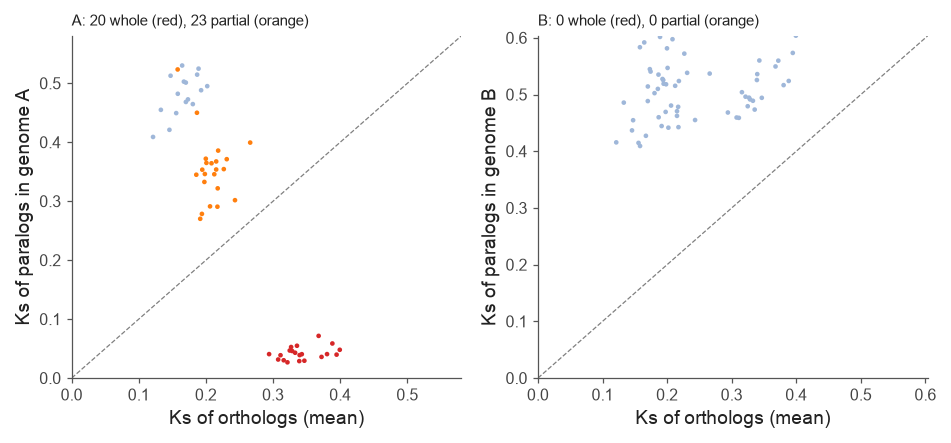 A: 20 whole (red), 23 partial (orange)
Ks of paralogs in genome A
0.5
0.4
0.3
0.2
0.1
0.0
0.0 0.1 0.2 0.3 0.4 0.5
Ks of orthologs (mean)
B: 0 whole (red), 0 partial (orange)
Ks of paralogs in genome B
0.6
0.5
0.4
0.3
0.2
0.1
0.0
0.0 0.1 0.2 0.3 0.4 0.5 0.6
Ks of orthologs (mean)